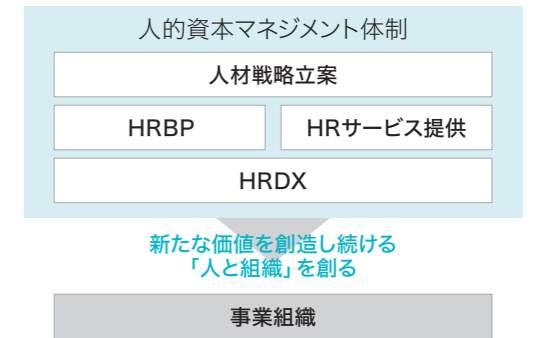 人的資本マネジメント体制
人材戦略立案
HRBP
HRサービス提供
HRDX
新たな価値を創造し続ける
「人と組織」を創る
事業組織